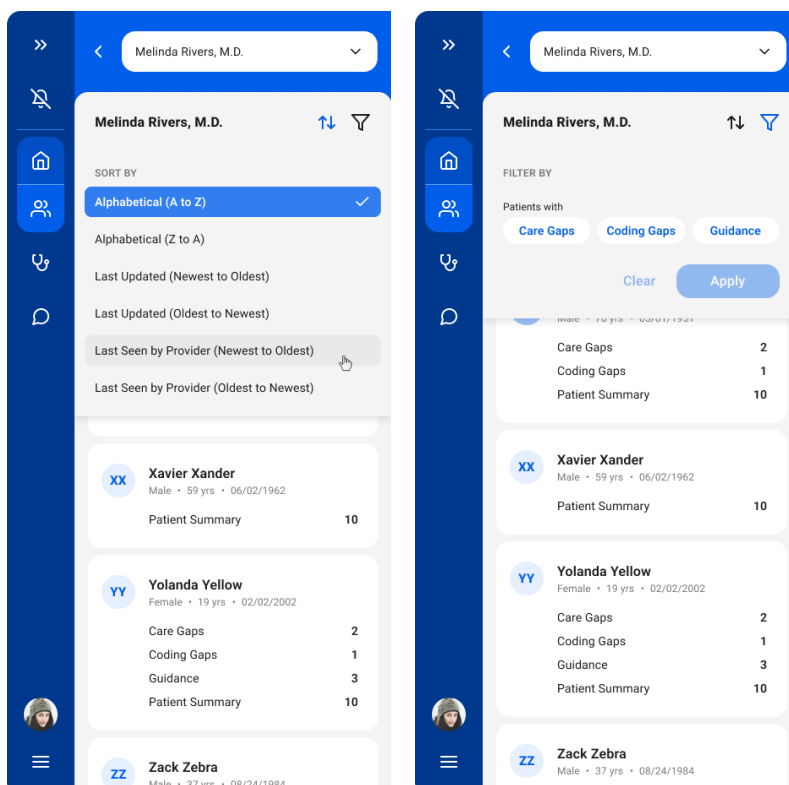 Melinda Rivers, M.D.
Melinda Rivers, M.D.
SORT BY
Alphabetical (A to Z)
Alphabetical (Z to A)
Last Updated (Newest to Oldest)
Last Updated (Oldest to Newest)
Last Seen by Provider (Newest to Oldest)
Last Seen by Provider (Oldest to Newest)
XX
Xavier Xander
Male • 59 yrs • 06/02/1962
Patient Summary 10
YY
Yolanda Yellow
Female • 19 yrs • 02/02/2002
Care Gaps 2
Coding Gaps 1
Guidance 3
Patient Summary 10
ZZ
Zack Zebra
Male • 37 yrs • 08/24/1984
Melinda Rivers, M.D.
Melinda Rivers, M.D.
FILTER BY
Patients with
Care Gaps Coding Gaps Guidance
Clear Apply
Male • 70 yrs • 05/01/1951
Care Gaps 2
Coding Gaps 1
Patient Summary 10
XX
Xavier Xander
Male • 59 yrs • 06/02/1962
Patient Summary 10
YY
Yolanda Yellow
Female • 19 yrs • 02/02/2002
Care Gaps 2
Coding Gaps 1
Guidance 3
Patient Summary 10
ZZ
Zack Zebra
Male • 37 yrs • 08/24/1984